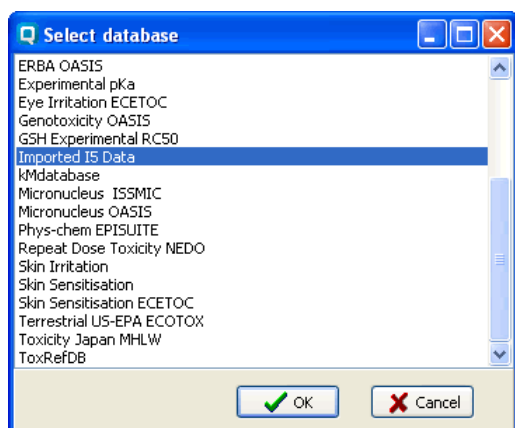 Select database
ERBA OASIS
Experimental pKa
Eye Irritation ECETOC
Genotoxicity OASIS
GSH Experimental RC50
Imported I5 Data
kMdatabase
Micronucleus  ISSMIC
Micronucleus OASIS
Phys-chem EPISUITE
Repeat Dose Toxicity NEDO
Skin Irritation
Skin Sensitisation
Skin Sensitisation ECETOC
Terrestrial US-EPA ECOTOX
Toxicity Japan MHLW
ToxRefDB
OK Cancel